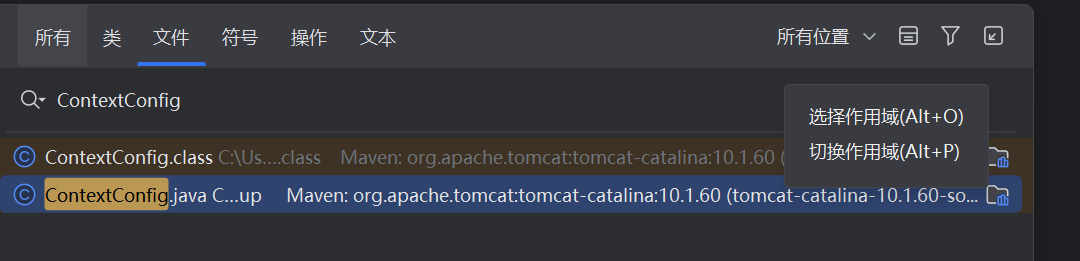 所有 类 文件 符号 操作 文本 所有位置
ContextConfig
选择作用域(Alt+O)
切换作用域(Alt+P)
ContextConfig.class C:\Us....class Maven: org.apache.tomcat:tomcat-catalina:10.1.60 (
ContextConfig.java C...up Maven: org.apache.tomcat:tomcat-catalina:10.1.60 (tomcat-catalina-10.1.60-so...